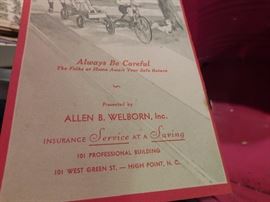 Always Be Careful
The Folks at Home Await Your Safe Return
Presented by
ALLEN B. WELBORN, Inc.
INSURANCE Service AT A Saving
101 PROFESSIONAL BUILDING
101 WEST GREEN ST. — HIGH POINT, N. C.